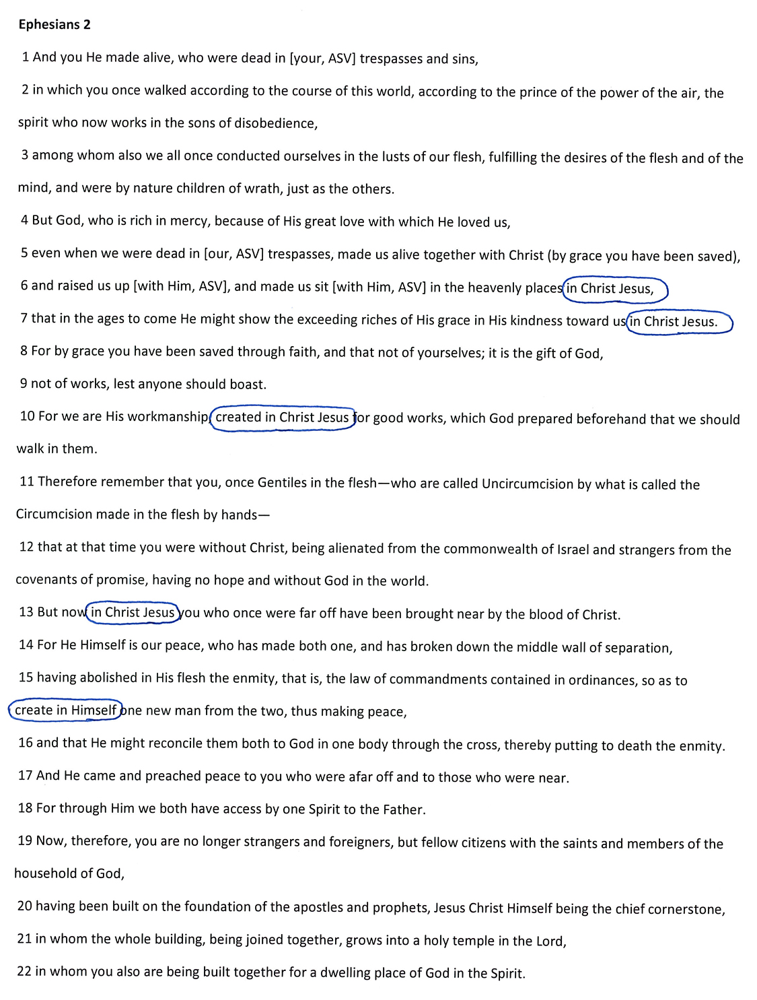 Ephesians 2
1 And you He made alive, who were dead in [your, ASV] trespasses and sins,
2 in which you once walked according to the course of this world, according to the prince of the power of the air, the
spirit who now works in the sons of disobedience,
3 among whom also we all once conducted ourselves in the lusts of our flesh, fulfilling the desires of the flesh and of the
mind, and were by nature children of wrath, just as the others.
4 But God, who is rich in mercy, because of His great love with which He loved us,
5 even when we were dead in [our, ASV] trespasses, made us alive together with Christ (by grace you have been saved),
6 and raised us up [with Him, ASV], and made us sit [with Him, ASV] in the heavenly places in Christ Jesus,
7 that in the ages to come He might show the exceeding riches of His grace in His kindness toward us in Christ Jesus.
8 For by grace you have been saved through faith, and that not of yourselves; it is the gift of God,
9 not of works, lest anyone should boast.
10 For we are His workmanship, created in Christ Jesus for good works, which God prepared beforehand that we should
walk in them.
11 Therefore remember that you, once Gentiles in the flesh—who are called Uncircumcision by what is called the
Circumcision made in the flesh by hands—
12 that at that time you were without Christ, being alienated from the commonwealth of Israel and strangers from the
covenants of promise, having no hope and without God in the world.
13 But now in Christ Jesus you who once were far off have been brought near by the blood of Christ.
14 For He Himself is our peace, who has made both one, and has broken down the middle wall of separation,
15 having abolished in His flesh the enmity, that is, the law of commandments contained in ordinances, so as to
create in Himself one new man from the two, thus making peace,
16 and that He might reconcile them both to God in one body through the cross, thereby putting to death the enmity.
17 And He came and preached peace to you who were afar off and to those who were near.
18 For through Him we both have access by one Spirit to the Father.
19 Now, therefore, you are no longer strangers and foreigners, but fellow citizens with the saints and members of the
household of God,
20 having been built on the foundation of the apostles and prophets, Jesus Christ Himself being the chief cornerstone,
21 in whom the whole building, being joined together, grows into a holy temple in the Lord,
22 in whom you also are being built together for a dwelling place of God in the Spirit.